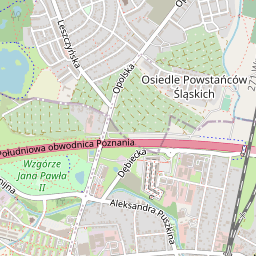 Leszczyńska
Opolska
Osiedle Powstańców
Śląskich
Południowa obwodnica Poznania
Wzgórze
Jana Pawła
II
Dębiecka
Aleksandra Puszkina